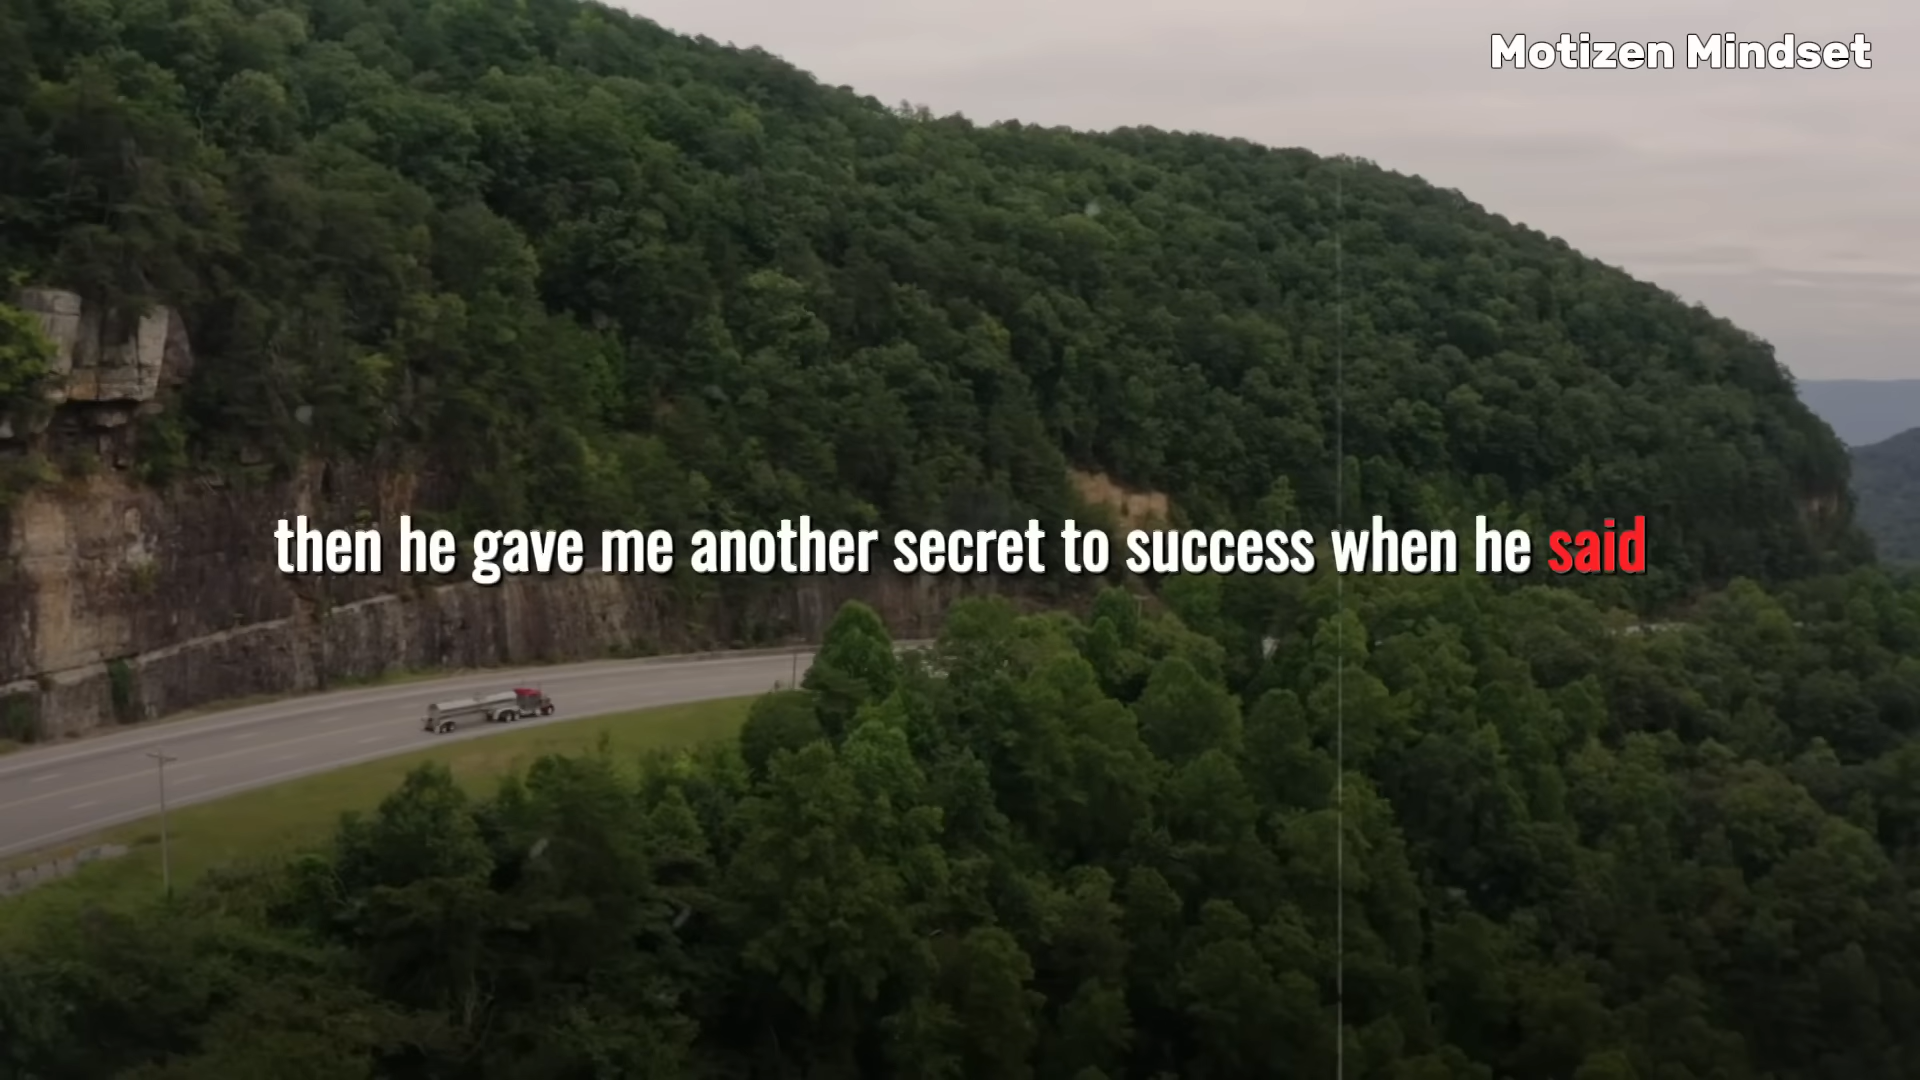 Motizen Mindset
then he gave me another secret to success when he said